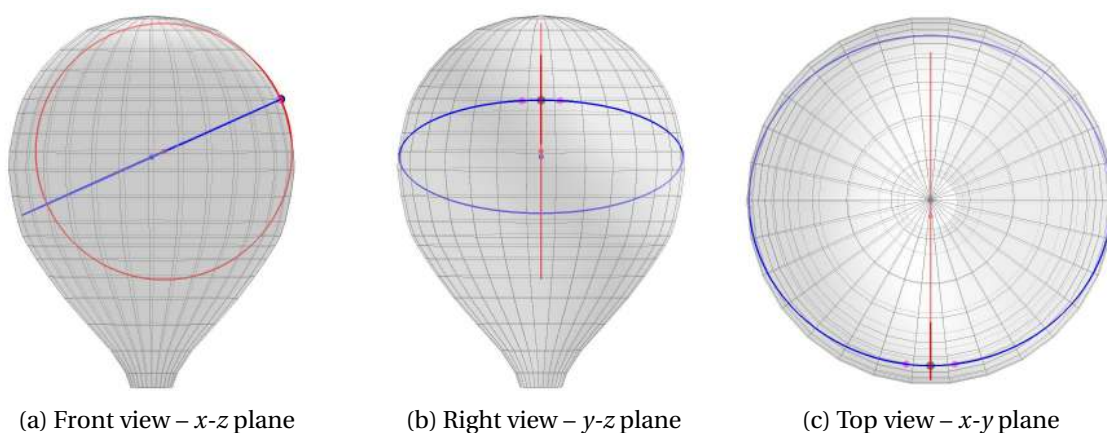 (a) Front view – x-z plane
(b) Right view – y-z plane
(c) Top view – x-y plane